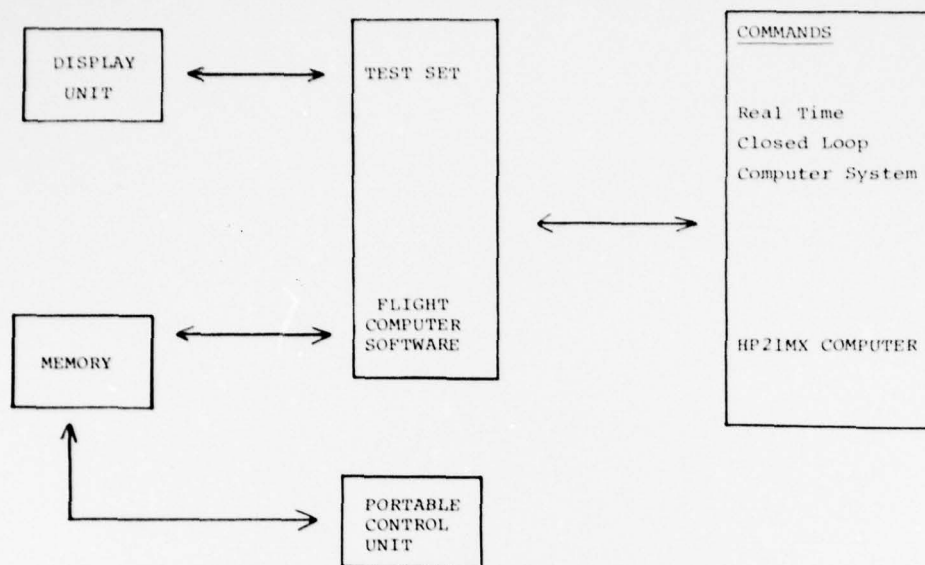 DISPLAY
UNIT
TEST SET
FLIGHT
COMPUTER
SOFTWARE
COMMANDS
Real Time
Closed Loop
Computer System
HP21MX COMPUTER
MEMORY
PORTABLE
CONTROL
UNIT